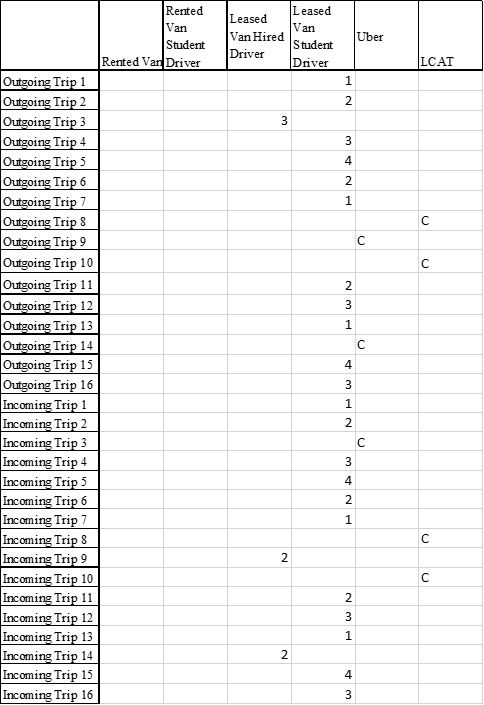 Rented Van | Rented Van Student Driver | Leased Van Hired Driver | Leased Van Student Driver | Uber | LCAT
Outgoing Trip 1 1
Outgoing Trip 2 2
Outgoing Trip 3 3
Outgoing Trip 4 3
Outgoing Trip 5 4
Outgoing Trip 6 2
Outgoing Trip 7 1
Outgoing Trip 8 C
Outgoing Trip 9 C
Outgoing Trip 10 C
Outgoing Trip 11 2
Outgoing Trip 12 3
Outgoing Trip 13 1
Outgoing Trip 14 C
Outgoing Trip 15 4
Outgoing Trip 16 3
Incoming Trip 1 1
Incoming Trip 2 2
Incoming Trip 3 C
Incoming Trip 4 3
Incoming Trip 5 4
Incoming Trip 6 2
Incoming Trip 7 1
Incoming Trip 8 C
Incoming Trip 9 2
Incoming Trip 10 C
Incoming Trip 11 2
Incoming Trip 12 3
Incoming Trip 13 1
Incoming Trip 14 2
Incoming Trip 15 4
Incoming Trip 16 3